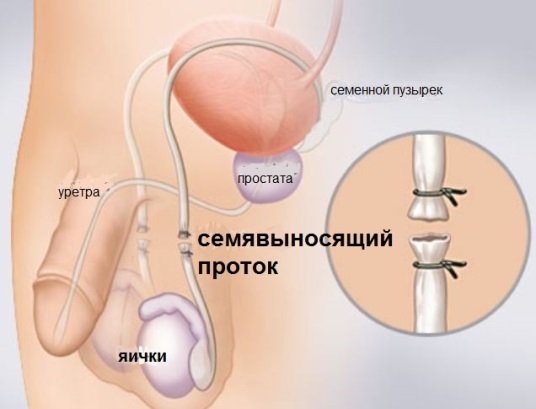 семенной пузырек
простата
уретра
семявыносящий
проток
яички